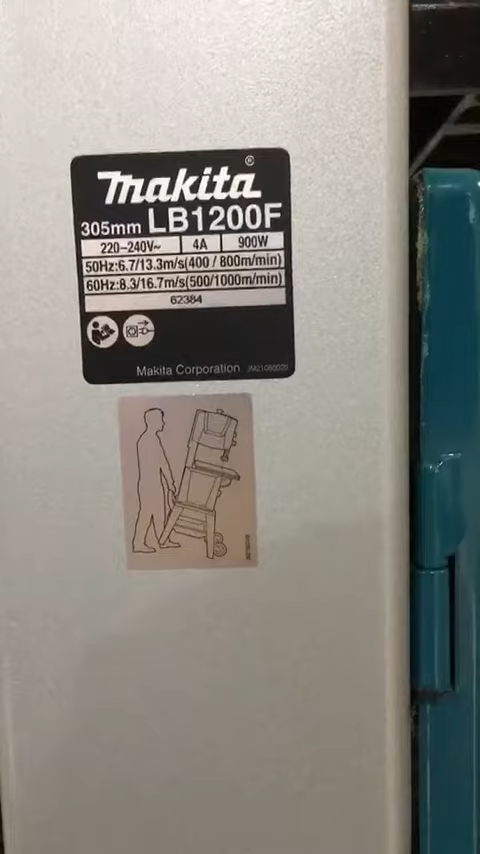 Makita®
305mm LB1200F
220-240V~ 4A 900W
50Hz:6.7/13.3m/s(400 / 800m/min)
60Hz:8.3/16.7m/s(500/1000m/min)
62384
Makita Corporation